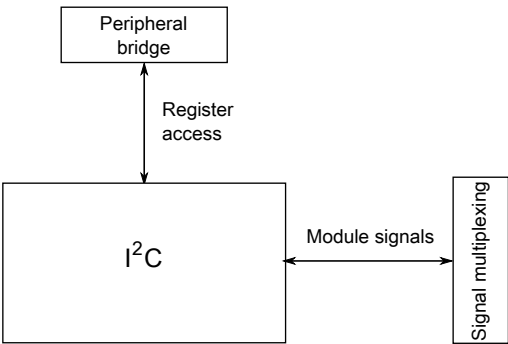 Peripheral
bridge
Register
access
I²C
Module signals
Signal multiplexing